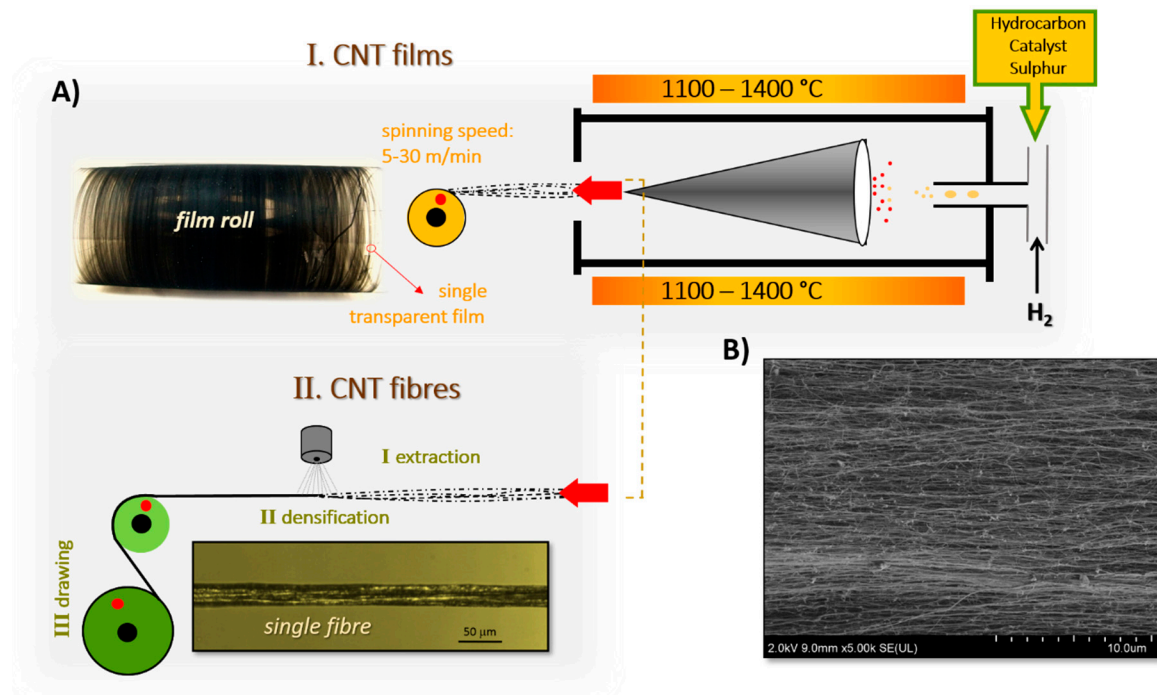 I. CNT films
A)
Hydrocarbon
Catalyst
Sulphur
1100 – 1400 °C
spinning speed:
5-30 m/min
film roll
single
transparent film
1100 – 1400 °C
H₂
II. CNT fibres
I extraction
II densification
III drawing
single fibre
50 µm
B)
2.0kV 9.0mm x5.00k SE(UL)
10.0um